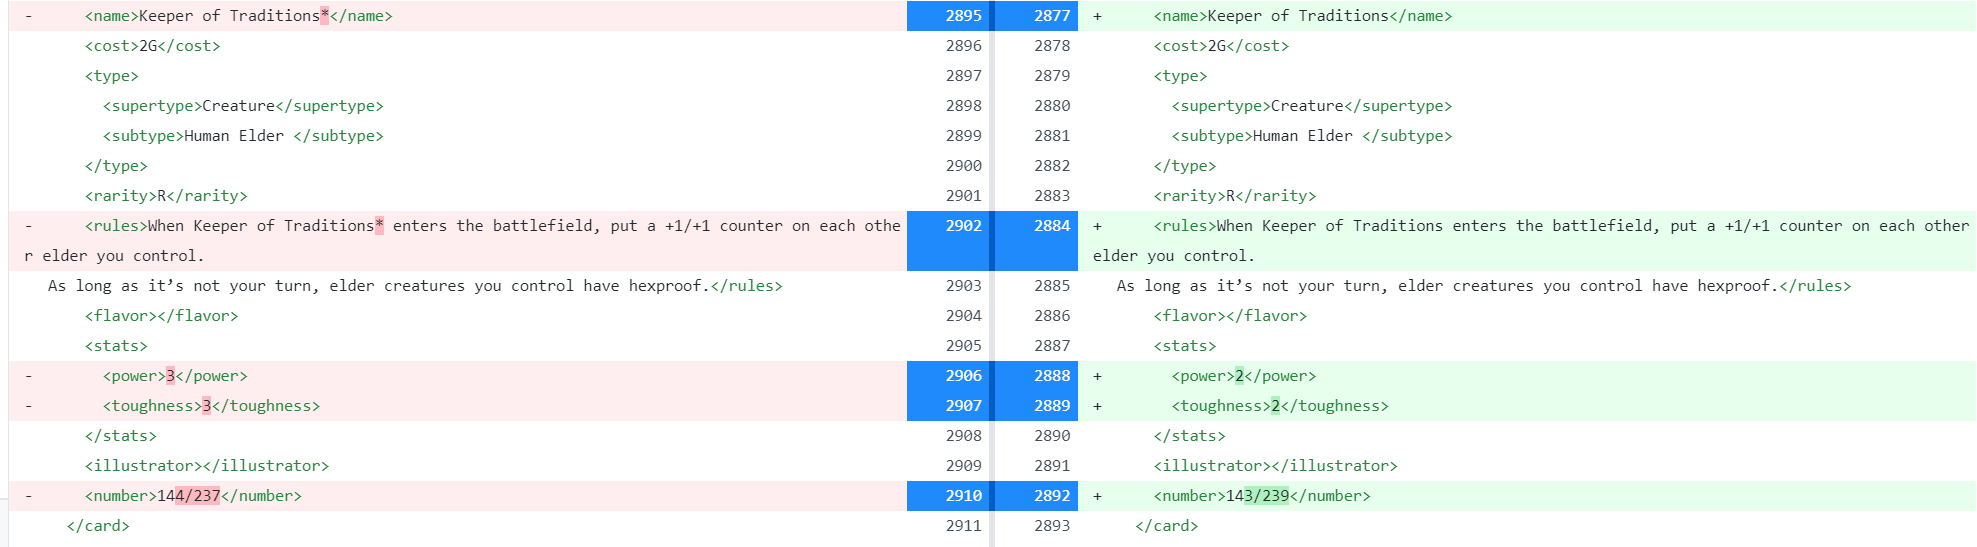 - <name>Keeper of Traditions*</name> 2895 2877 + <name>Keeper of Traditions</name>
<cost>2G</cost> 2896 2878 <cost>2G</cost>
<type> 2897 2879 <type>
<supertype>Creature</supertype> 2898 2880 <supertype>Creature</supertype>
<subtype>Human Elder </subtype> 2899 2881 <subtype>Human Elder </subtype>
</type> 2900 2882 </type>
<rarity>R</rarity> 2901 2883 <rarity>R</rarity>
- <rules>When Keeper of Traditions* enters the battlefield, put a +1/+1 counter on each othe 2902 2884 + <rules>When Keeper of Traditions enters the battlefield, put a +1/+1 counter on each other
r elder you control. elder you control.
As long as it’s not your turn, elder creatures you control have hexproof.</rules> 2903 2885 As long as it’s not your turn, elder creatures you control have hexproof.</rules>
<flavor></flavor> 2904 2886 <flavor></flavor>
<stats> 2905 2887 <stats>
- <power>3</power> 2906 2888 + <power>2</power>
- <toughness>3</toughness> 2907 2889 + <toughness>2</toughness>
</stats> 2908 2890 </stats>
<illustrator></illustrator> 2909 2891 <illustrator></illustrator>
- <number>144/237</number> 2910 2892 + <number>143/239</number>
</card> 2911 2893 </card>